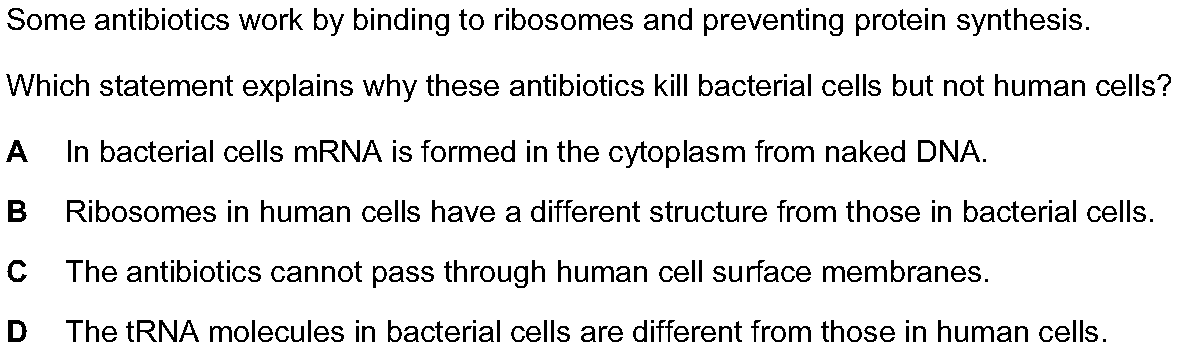 Some antibiotics work by binding to ribosomes and preventing protein synthesis.
Which statement explains why these antibiotics kill bacterial cells but not human cells?
A In bacterial cells mRNA is formed in the cytoplasm from naked DNA.
B Ribosomes in human cells have a different structure from those in bacterial cells.
C The antibiotics cannot pass through human cell surface membranes.
D The tRNA molecules in bacterial cells are different from those in human cells.